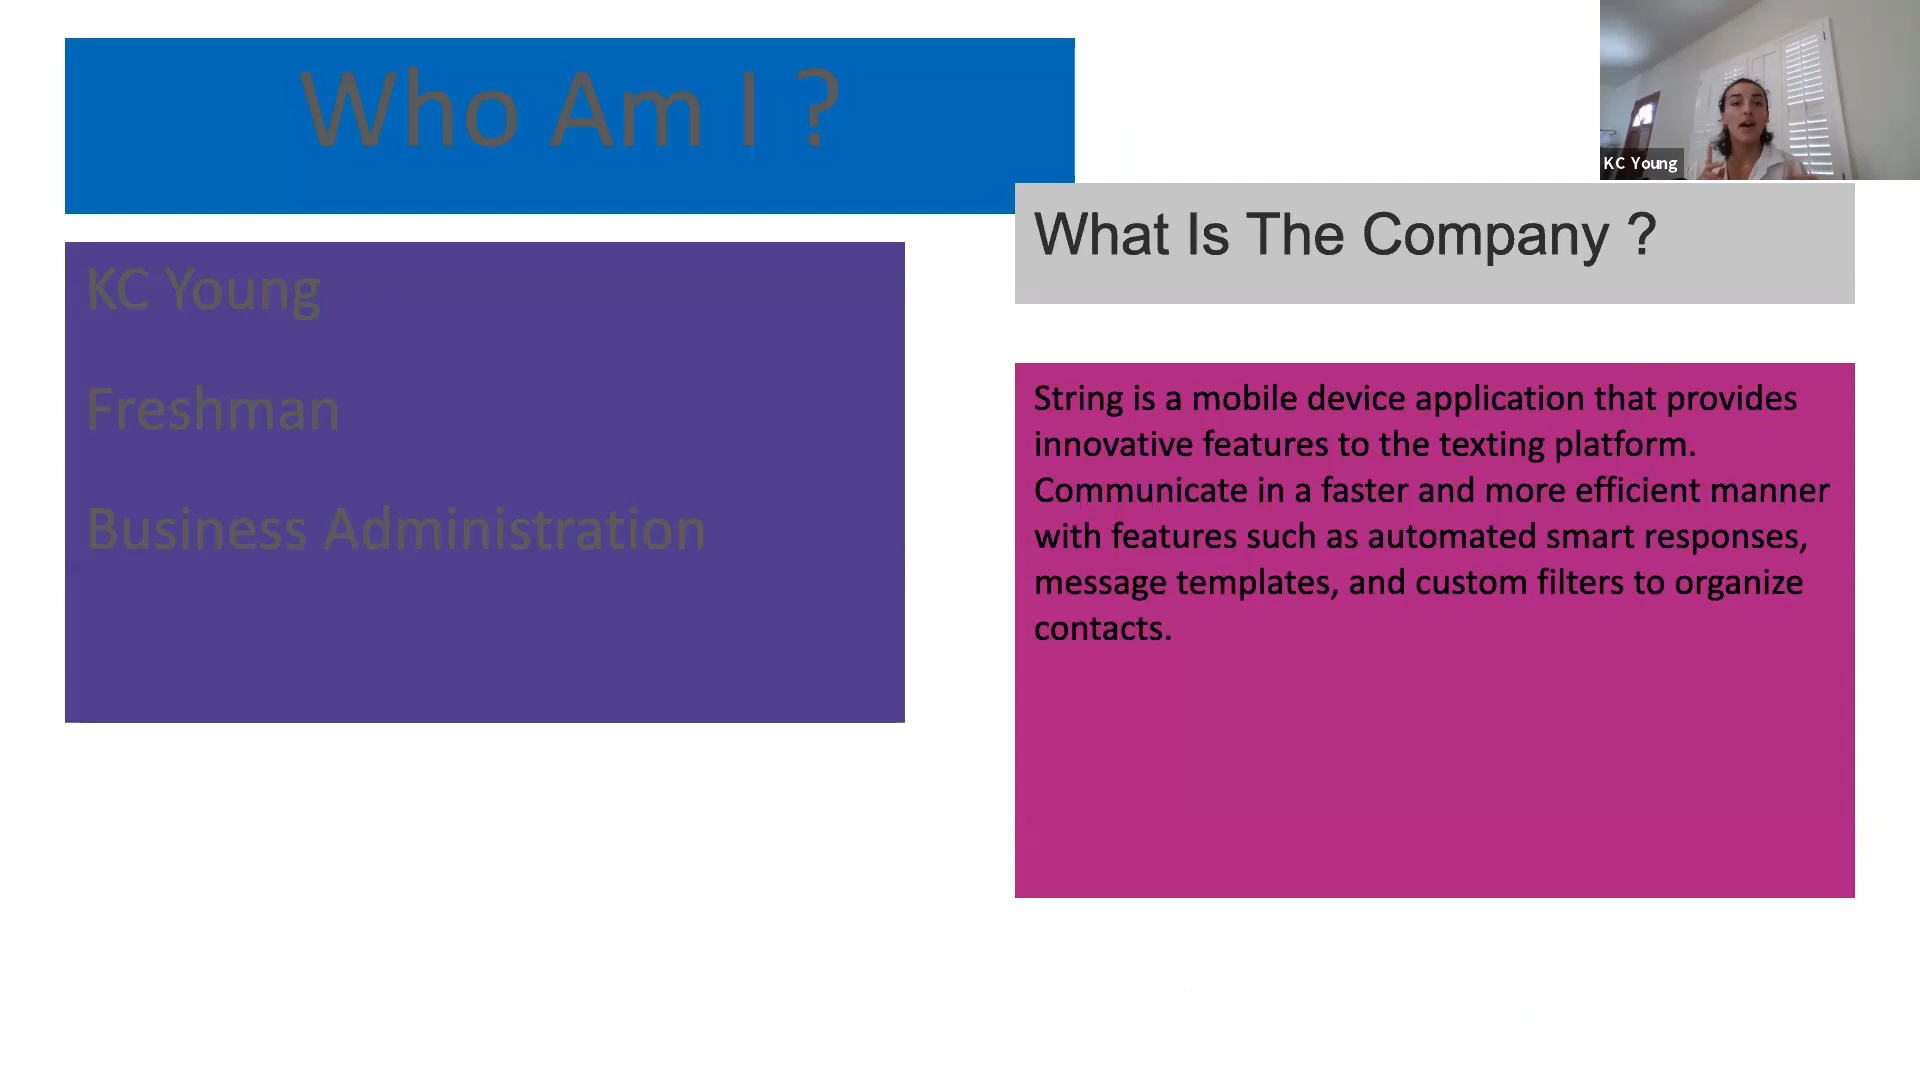 Who Am I ?
KC Young
Freshman
Business Administration
KC Young
What Is The Company ?
String is a mobile device application that provides
innovative features to the texting platform.
Communicate in a faster and more efficient manner
with features such as automated smart responses,
message templates, and custom filters to organize
contacts.